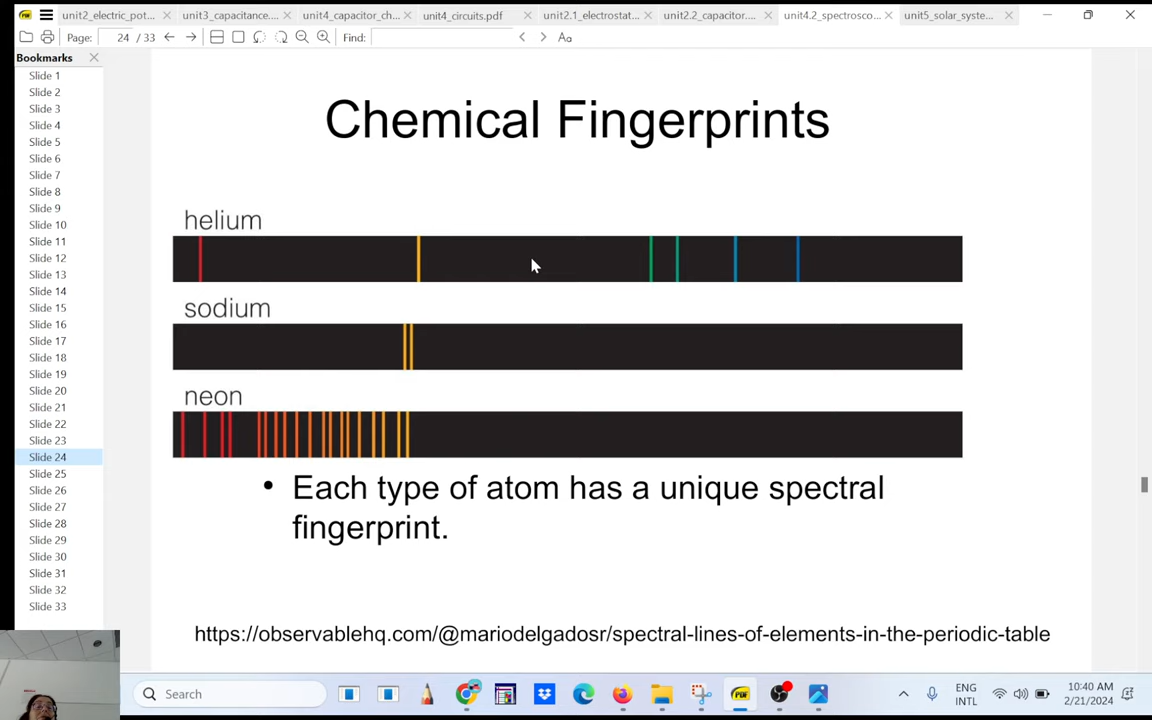 unit2_electric_pot... unit3_capacitance.... unit4_capacitor_ch... unit4_circuits.pdf unit2.1_electrostat... unit2.2_capacitor.... unit4.2_spectrosco... unit5_solar_syste...
Page: 24 / 33 Find: Aa
Bookmarks
Slide 1
Slide 2
Slide 3
Slide 4
Slide 5
Slide 6
Slide 7
Slide 8
Slide 9
Slide 10
Slide 11
Slide 12
Slide 13
Slide 14
Slide 15
Slide 16
Slide 17
Slide 18
Slide 19
Slide 20
Slide 21
Slide 22
Slide 23
Slide 24
Slide 25
Slide 26
Slide 27
Slide 28
Slide 29
Slide 30
Slide 31
Slide 32
Slide 33
Chemical Fingerprints
helium
sodium
neon
• Each type of atom has a unique spectral
fingerprint.
https://observablehq.com/@mariodelgadosr/spectral-lines-of-elements-in-the-periodic-table
Search
PDF
ENG
INTL
10:40 AM
2/21/2024